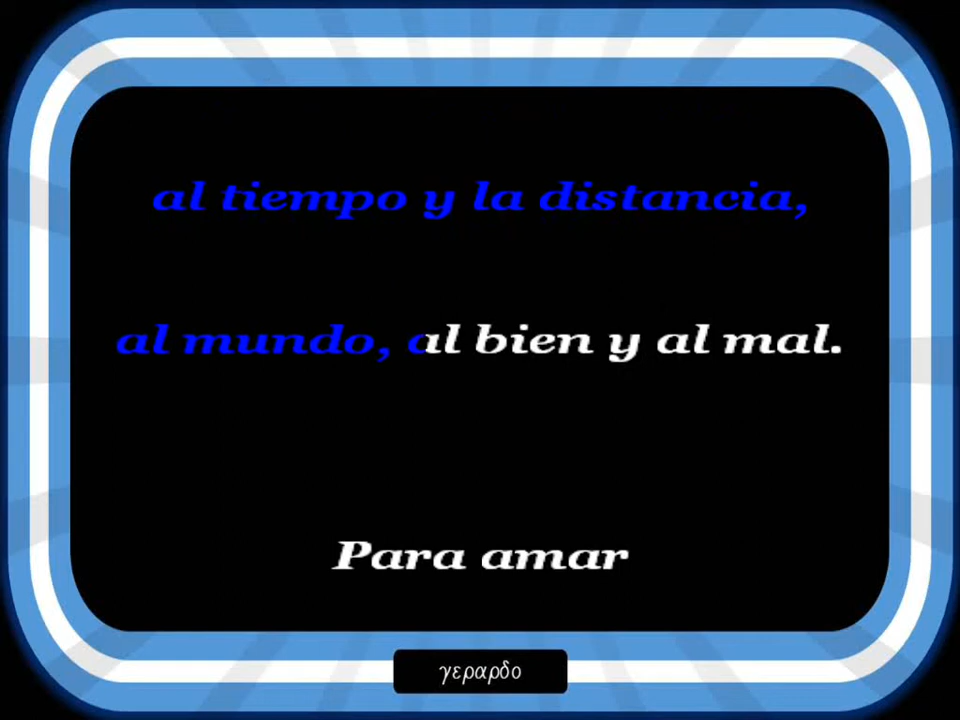 al tiempo y la distancia,
al mundo, al bien y al mal.
Para amar
γεραρδο